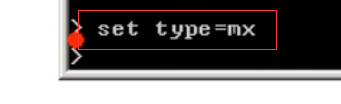 > set type=mx
>